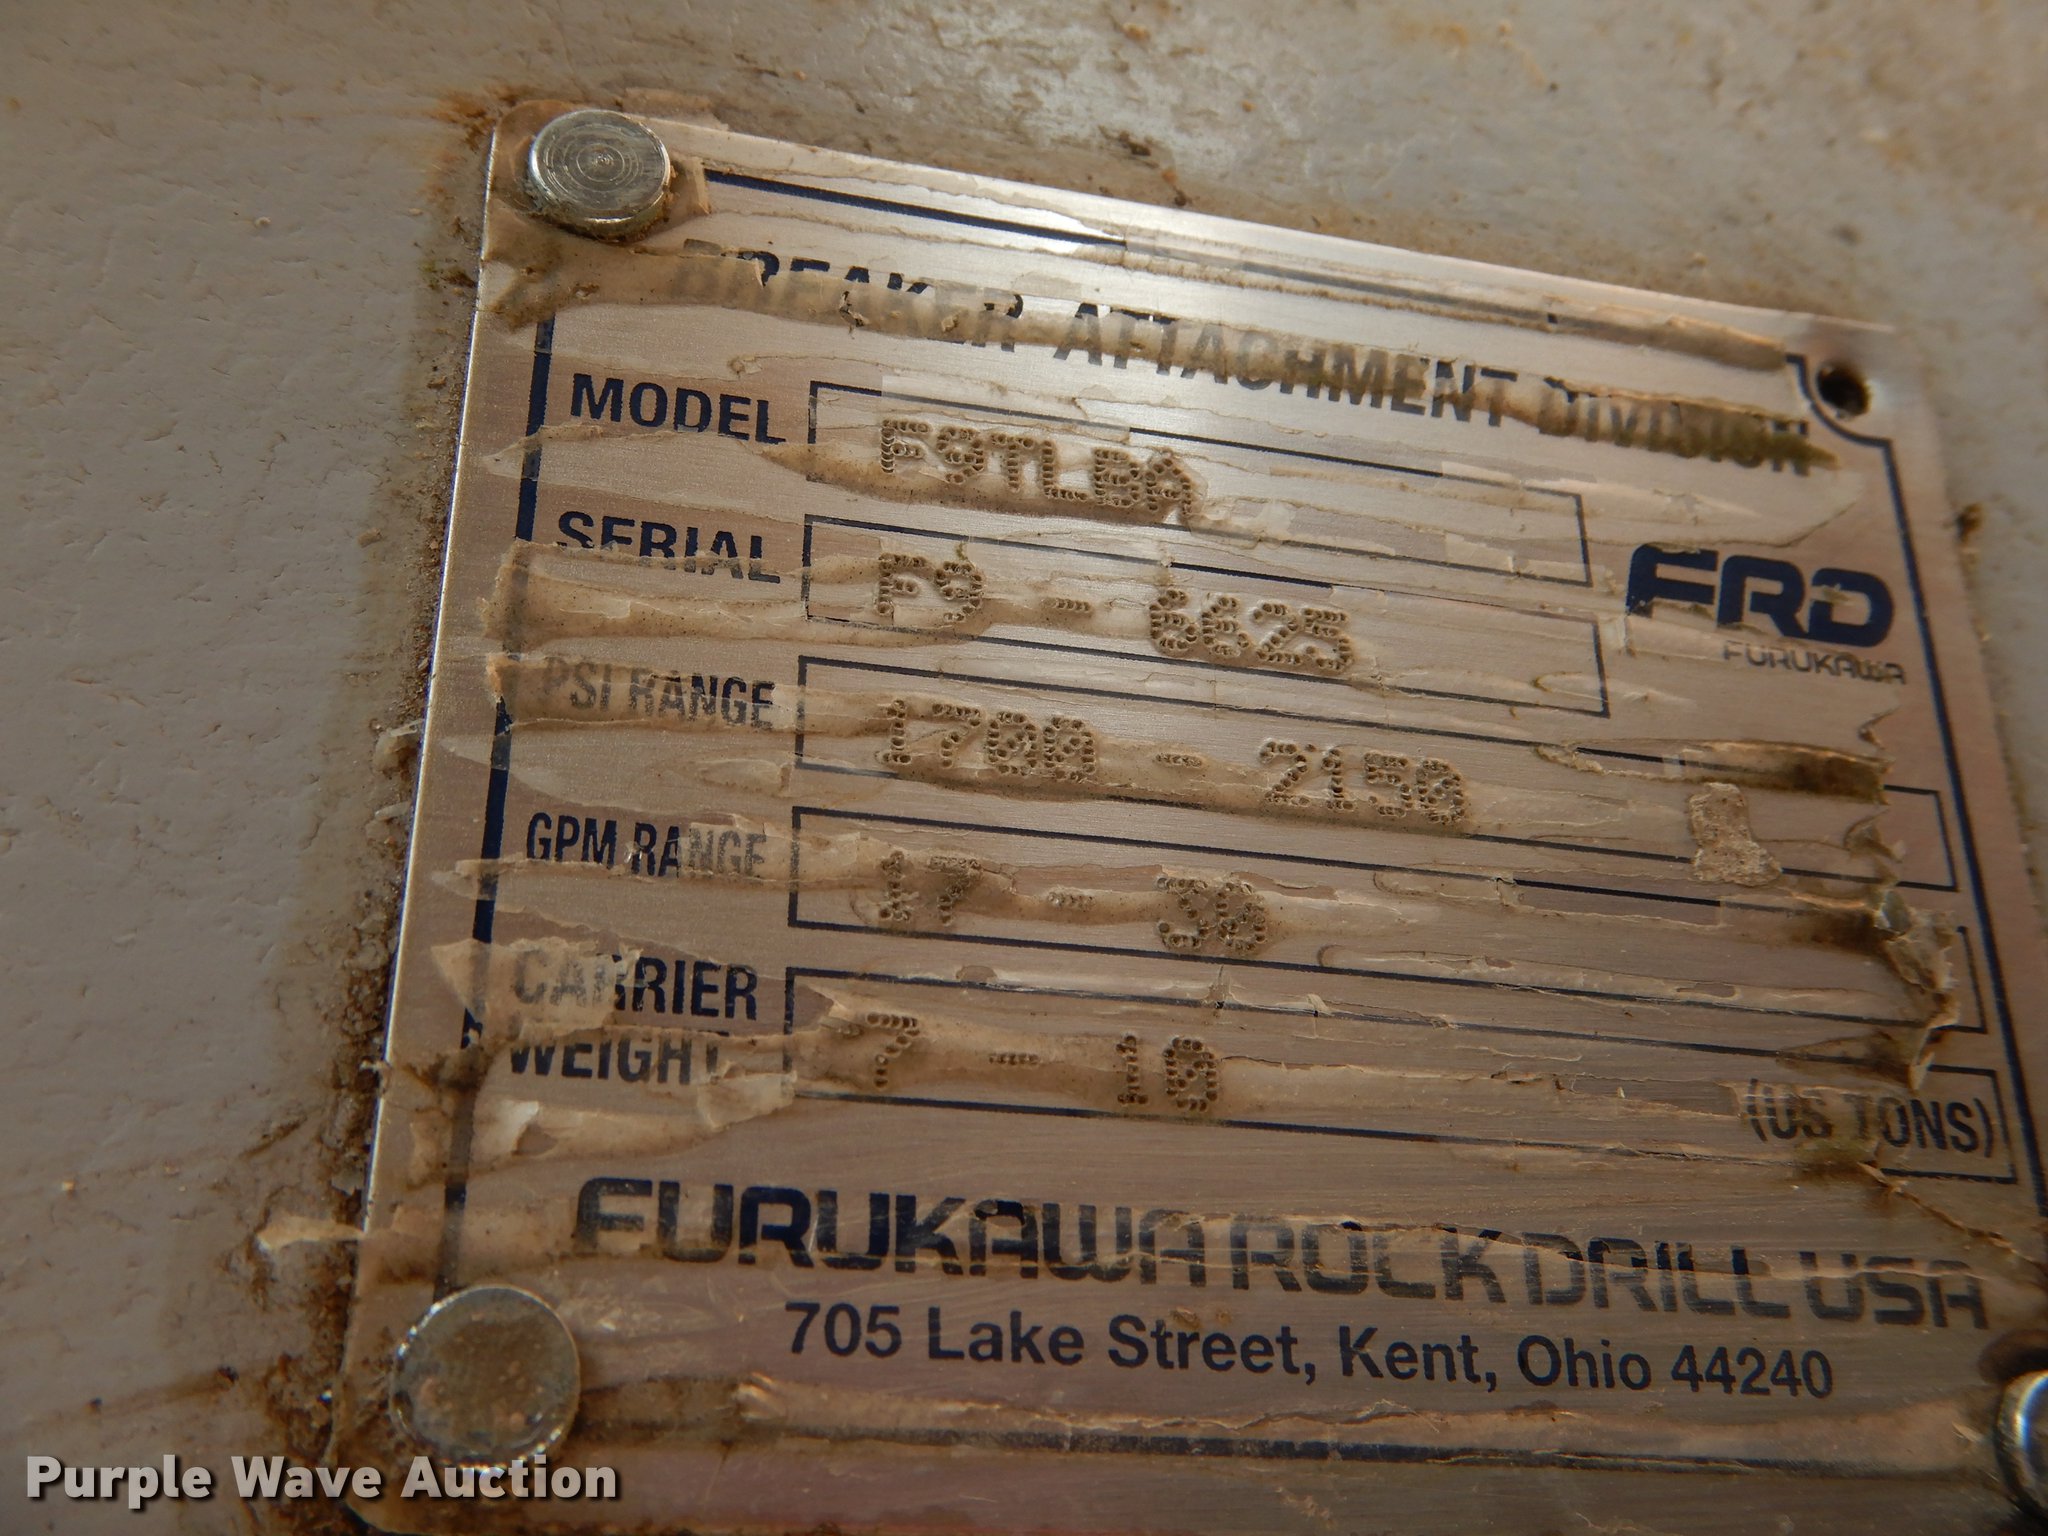 BREAKER ATTACHMENT DIVISION
MODEL F9TLBA
SERIAL F9 - 6625
FRD
FURUKAWA
PSI RANGE 1700 - 2150
GPM RANGE 17 - 36
CARRIER WEIGHT 7 - 10 (US TONS)
FURUKAWA ROCK DRILL USA
705 Lake Street, Kent, Ohio 44240
Purple Wave Auction